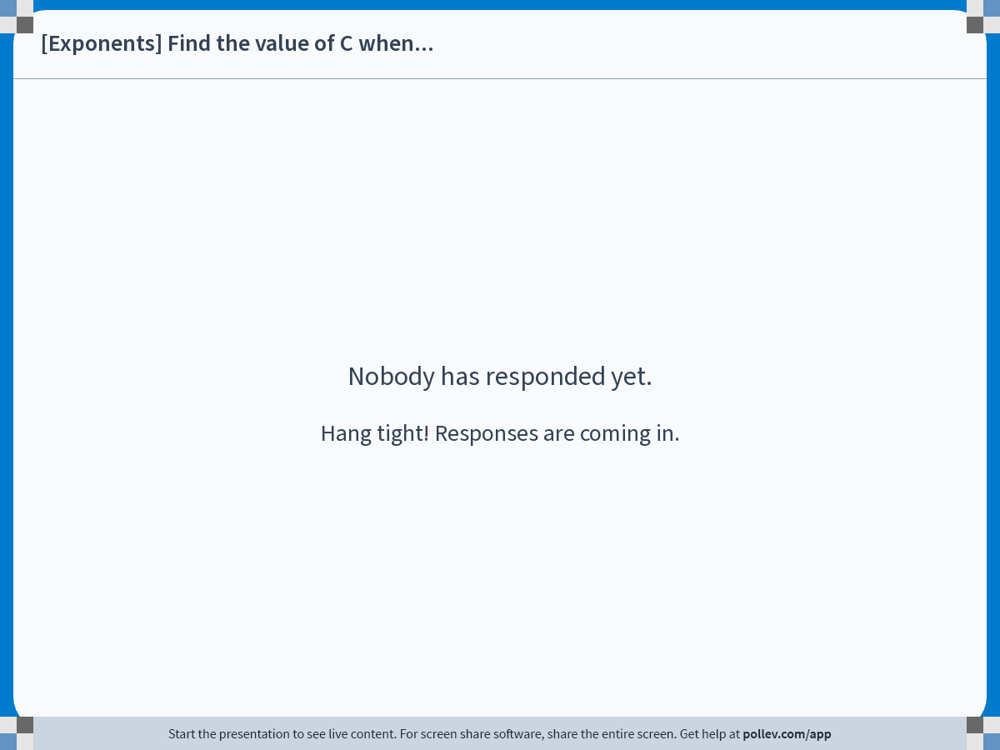 [Exponents] Find the value of C when...
Nobody has responded yet.
Hang tight! Responses are coming in.
Start the presentation to see live content. For screen share software, share the entire screen. Get help at pollev.com/app